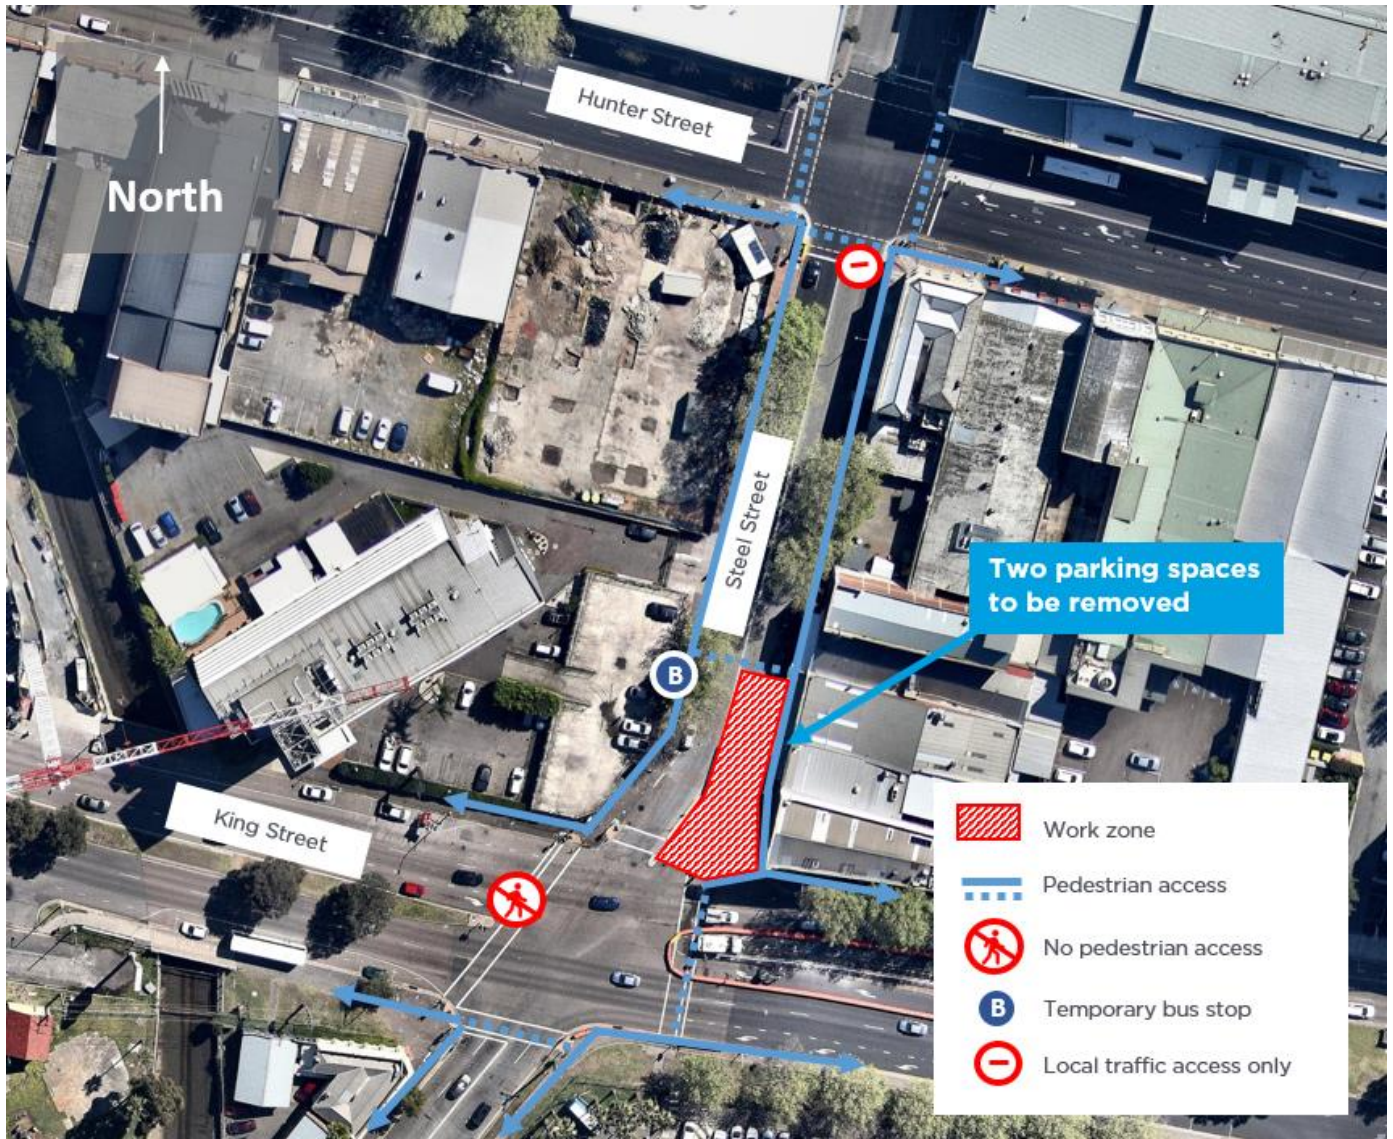 Hunter Street
North
Steel Street
Two parking spaces
to be removed
B
King Street
Work zone
Pedestrian access
No pedestrian access
B
Temporary bus stop
Local traffic access only